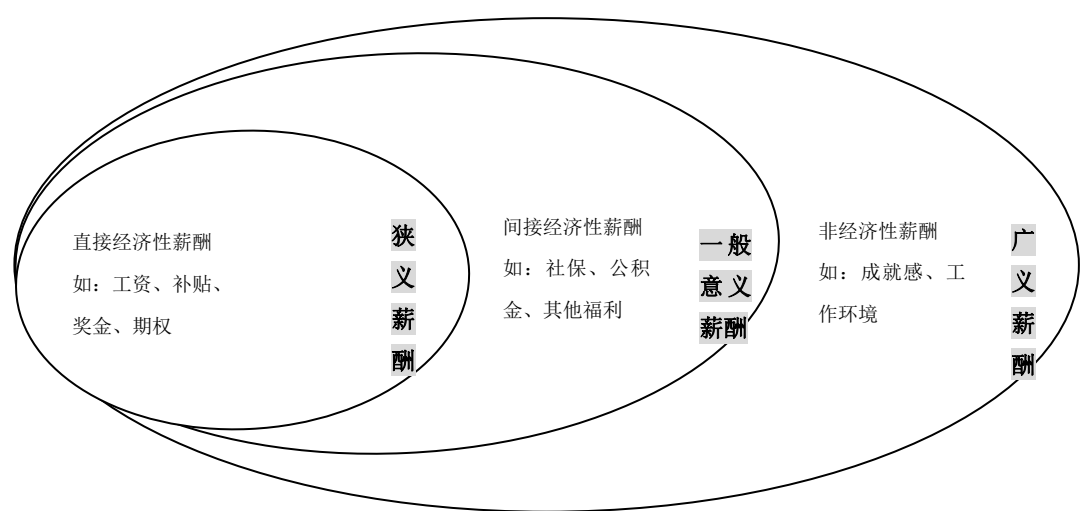 直接经济性薪酬
如：工资、补贴、
奖金、期权
狭
义
薪
酬
间接经济性薪酬
如：社保、公积
金、其他福利
一般
意义
薪酬
非经济性薪酬
如：成就感、工
作环境
广
义
薪
酬